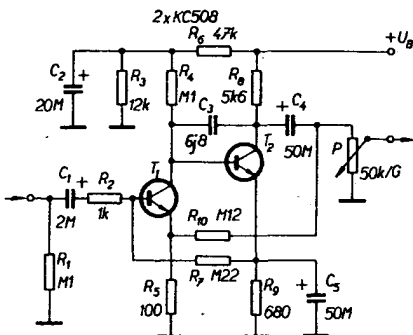 2xKC508
R6 47k
+UB
C2 +
20M
R3
12k
R4
M1
R8
5k6
C3
6j8
+ C4
50M
T1
T2
P
50k/G
C1 +
2M
R2
1k
R10 M12
R7 M22
R1
M1
R5
100
R9
680
+ C5
50M